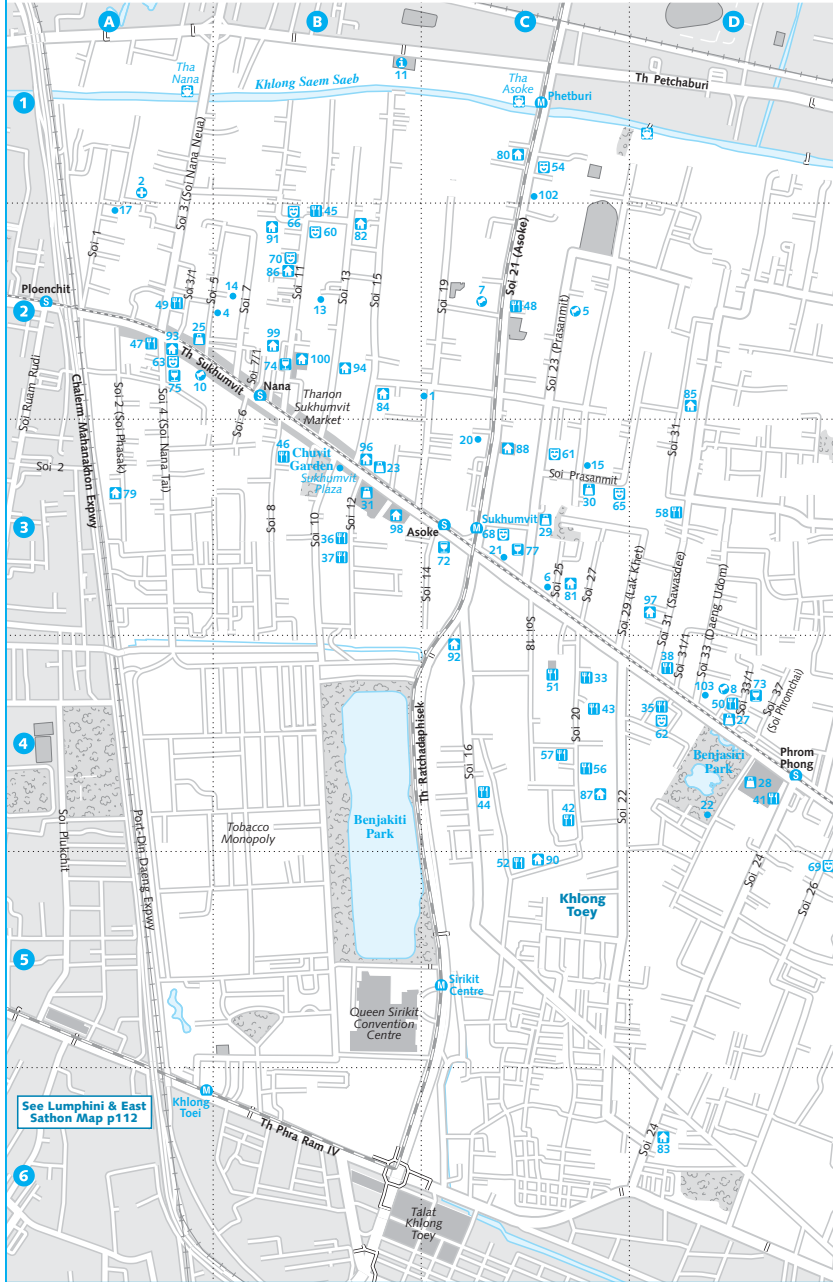 A
B
C
D
1
2
3
4
5
6
Tha
Nana
Khlong Saem Saeb
11
Tha
Asoke
M
Phetburi
Th Petchaburi
80
54
102
2
17
Soi 1
Soi 3 (Soi Nana Neua)
66
45
91
60
82
70
86
Soi 11
Soi 13
Soi 15
Soi 19
Soi 21 (Asoke)
Soi 23 (Prasanmit)
Ploenchit
S
Soi 3/1
Soi 5
14
Soi 7
49
4
13
7
48
5
47
93
25
63
75
10
Th Sukhumvit
Soi 7/1
99
74
100
94
Nana
S
Thanon
Sukhumvit
Market
84
1
85
Soi 31
Soi Ruam Rudi
Soi 2
Chalerm Mahanakhon Expwy
Soi 2 (Soi Phasak)
Soi 4 (Soi Nana Tai)
Soi 6
79
46
Chuvit
Garden
Sukhumvit
Plaza
96
23
20
88
61
15
Soi Prasanmit
30
65
58
Soi 8
Soi 10
Soi 12
31
98
Asoke
S
M
Sukhumvit
68
29
21
77
72
36
37
Soi 14
6
81
Soi 25
Soi 27
Soi 29 (Lak Khet)
Soi 31 (Sawasdee)
97
Soi 31/1
Soi 33 (Daeng Udom)
92
Soi 18
38
51
33
43
Soi 20
35
62
103
8
73
50
27
Soi 33/1
Soi 37
(Soi Phromchai)
Benjasiri
Park
Phrom
Phong
S
28
41
22
57
56
87
42
44
Soi 16
Soi 22
Th Ratchadaphisek
Benjakiti
Park
Tobacco
Monopoly
Soi Plukchit
Port-Din Daeng Expwy
52
90
Khlong
Toey
Soi 24
Soi 26
69
M
Sirikit
Centre
Queen Sirikit
Convention
Centre
M
Khlong
Toei
See Lumphini & East
Sathon Map p112
Th Phra Ram IV
Soi 24
83
Talat
Khlong
Toey